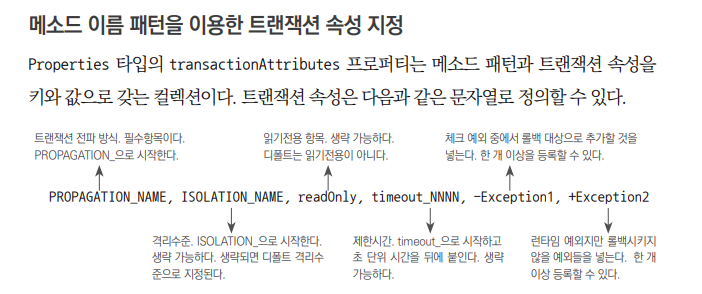 메소드 이름 패턴을 이용한 트랜잭션 속성 지정
Properties 타입의 transactionAttributes 프로퍼티는 메소드 패턴과 트랜잭션 속성을
키와 값으로 갖는 컬렉션이다. 트랜잭션 속성은 다음과 같은 문자열로 정의할 수 있다.
트랜잭션 전파 방식. 필수항목이다.
PROPAGATION_으로 시작한다.
읽기전용 항목. 생략 가능하다.
디폴트는 읽기전용이 아니다.
체크 예외 중에서 롤백 대상으로 추가할 것을
넣는다. 한 개 이상을 등록할 수 있다.
PROPAGATION_NAME, ISOLATION_NAME, readOnly, timeout_NNNN, -Exception1, +Exception2
격리수준. ISOLATION_으로 시작한다.
생략 가능하다. 생략되면 디폴트 격리수
준으로 지정된다.
제한시간. timeout_으로 시작하고
초 단위 시간을 뒤에 붙인다. 생략
가능하다.
런타임 예외지만 롤백시키지
않을 예외들을 넣는다. 한 개
이상 등록할 수 있다.